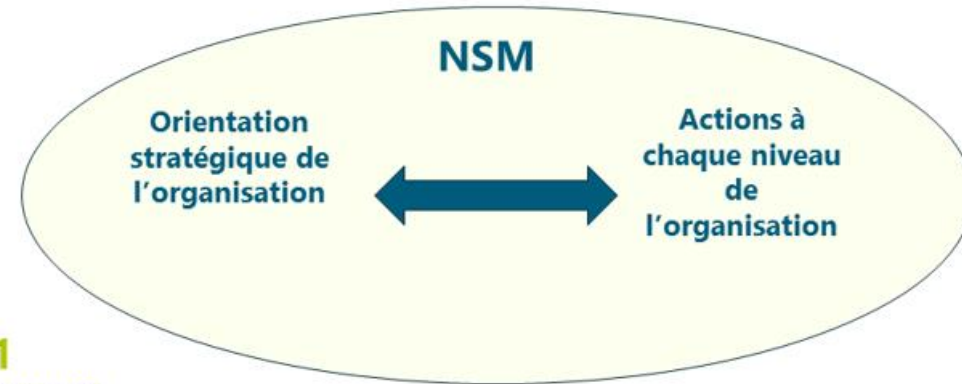 NSM
Orientation
stratégique de
l'organisation
Actions à
chaque niveau
de
l'organisation